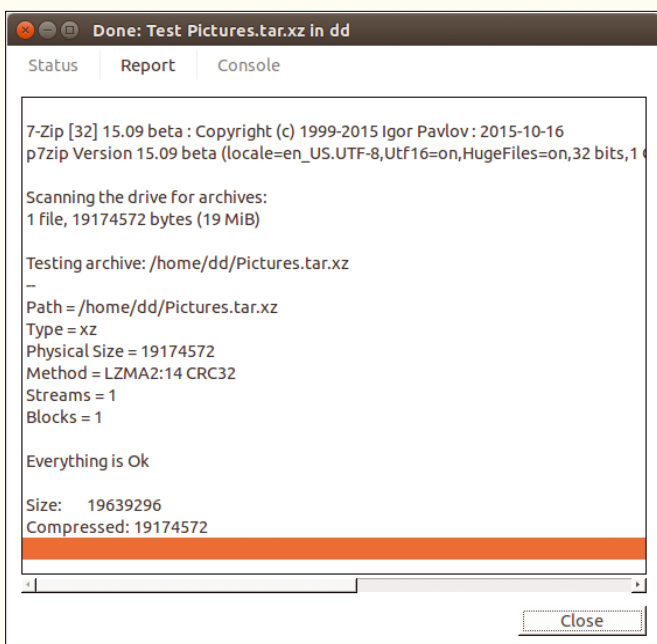 Done: Test Pictures.tar.xz in dd
Status Report Console
7-Zip [32] 15.09 beta : Copyright (c) 1999-2015 Igor Pavlov : 2015-10-16
p7zip Version 15.09 beta (locale=en_US.UTF-8,Utf16=on,HugeFiles=on,32 bits,1
Scanning the drive for archives:
1 file, 19174572 bytes (19 MiB)
Testing archive: /home/dd/Pictures.tar.xz
--
Path = /home/dd/Pictures.tar.xz
Type = xz
Physical Size = 19174572
Method = LZMA2:14 CRC32
Streams = 1
Blocks = 1
Everything is Ok
Size: 19639296
Compressed: 19174572
Close